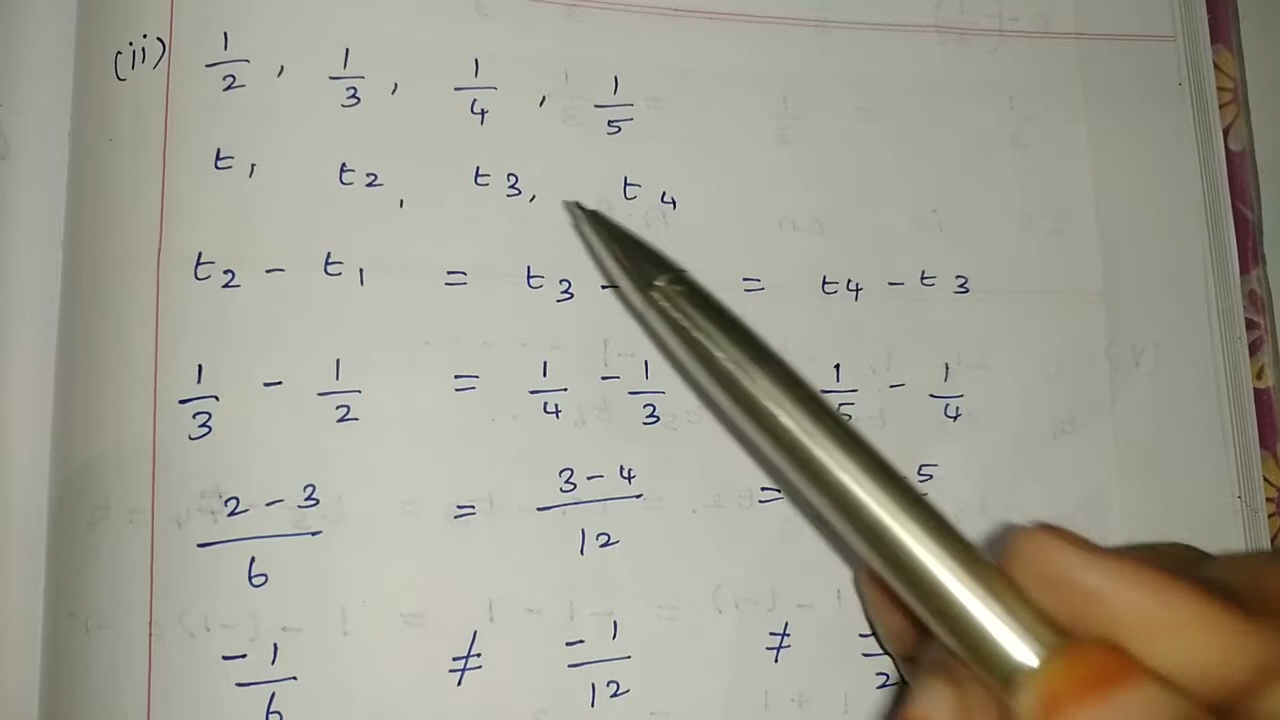 (ii) 1/2 , 1/3 , 1/4 , 1/5
t1 t2, t3, t4
t2 - t1 = t3 - = t4 - t3
1/3 - 1/2 = 1/4 - 1/3 1/5 - 1/4
2-3/6 = 3-4/12 = 5
-1/6 ≠ -1/12 ≠